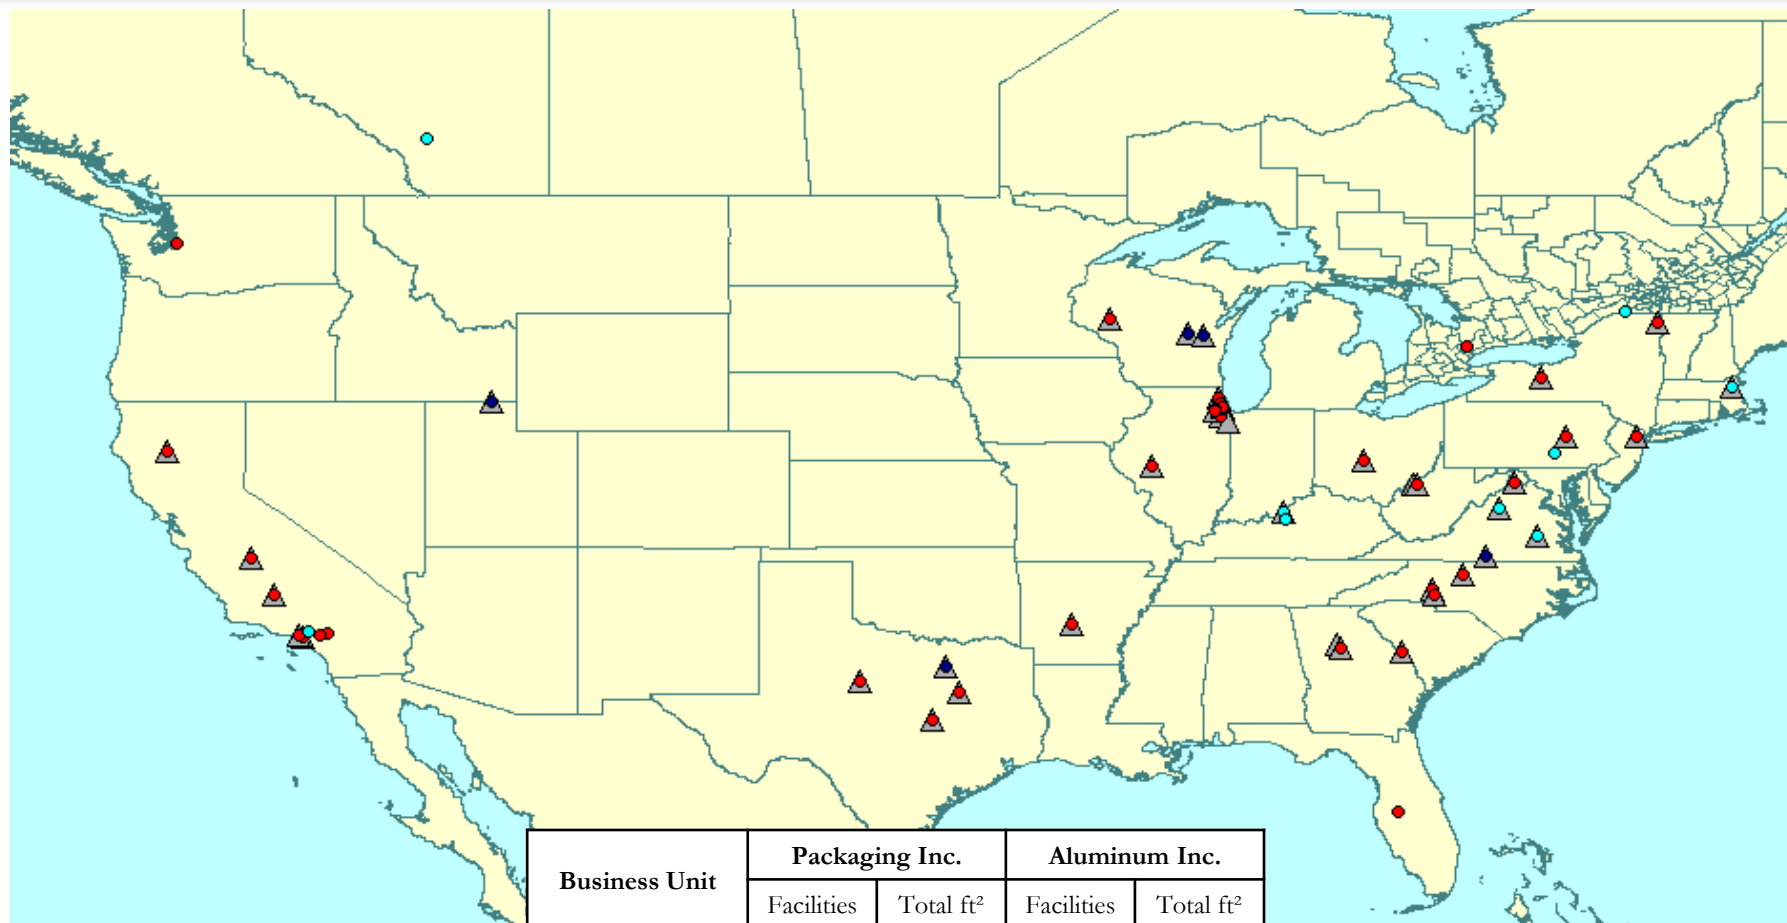 Business Unit
Packaging Inc.
Aluminum Inc.
Facilities
Total ft²
Facilities
Total ft²